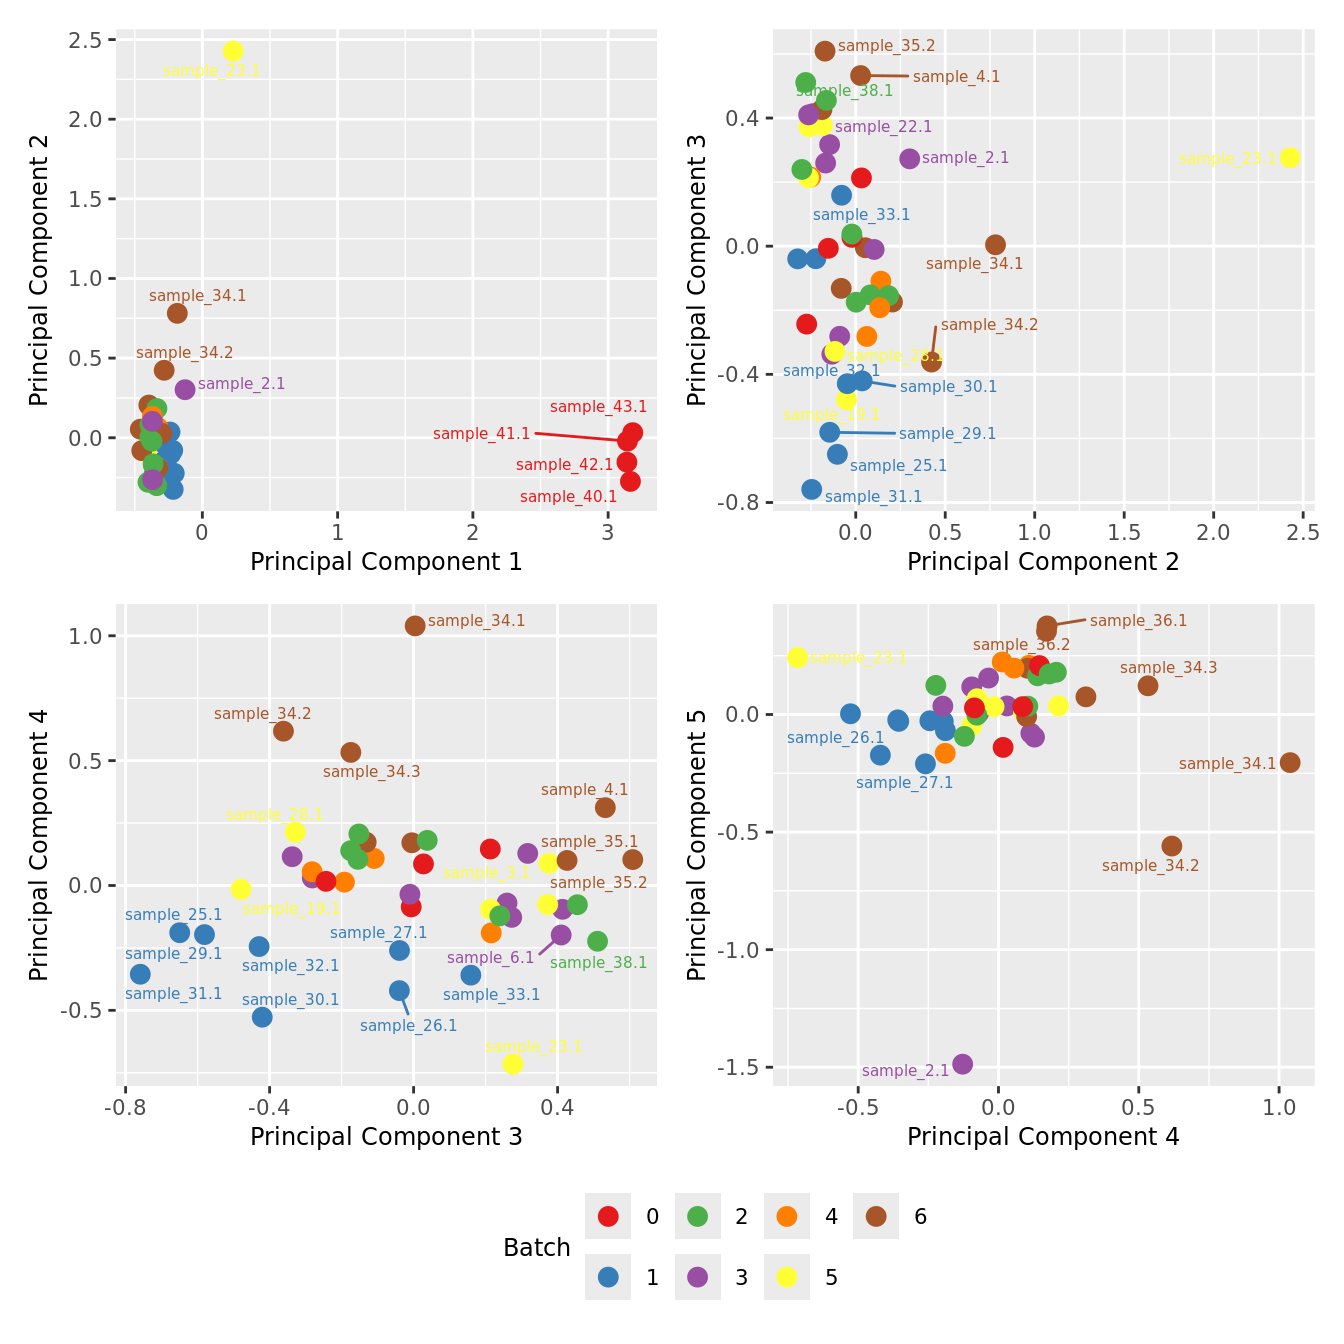 2.5
2.0
1.5
1.0
0.5
0.0
Principal Component 2
sample_23.1
sample_34.1
sample_34.2
sample_2.1
sample_43.1
sample_41.1
sample_42.1
sample_40.1
0
1
2
3
Principal Component 1
0.4
0.0
-0.4
-0.8
Principal Component 3
sample_35.2
sample_4.1
sample_38.1
sample_22.1
sample_2.1
sample_23.1
sample_33.1
sample_34.1
sample_34.2
sample_28.1
sample_32.1
sample_30.1
sample_19.1
sample_29.1
sample_25.1
sample_31.1
0.0
0.5
1.0
1.5
2.0
2.5
Principal Component 2
1.0
0.5
0.0
-0.5
Principal Component 4
sample_34.1
sample_34.2
sample_34.3
sample_4.1
sample_28.1
sample_35.1
sample_3.1
sample_35.2
sample_19.1
sample_25.1
sample_27.1
sample_29.1
sample_6.1
sample_38.1
sample_32.1
sample_31.1
sample_33.1
sample_30.1
sample_26.1
sample_23.1
-0.8
-0.4
0.0
0.4
Principal Component 3
0.0
-0.5
-1.0
-1.5
Principal Component 5
sample_36.1
sample_36.2
sample_23.1
sample_34.3
sample_26.1
sample_34.1
sample_27.1
sample_34.2
sample_2.1
-0.5
0.0
0.5
1.0
Principal Component 4
Batch
0 2 4 6
1 3 5